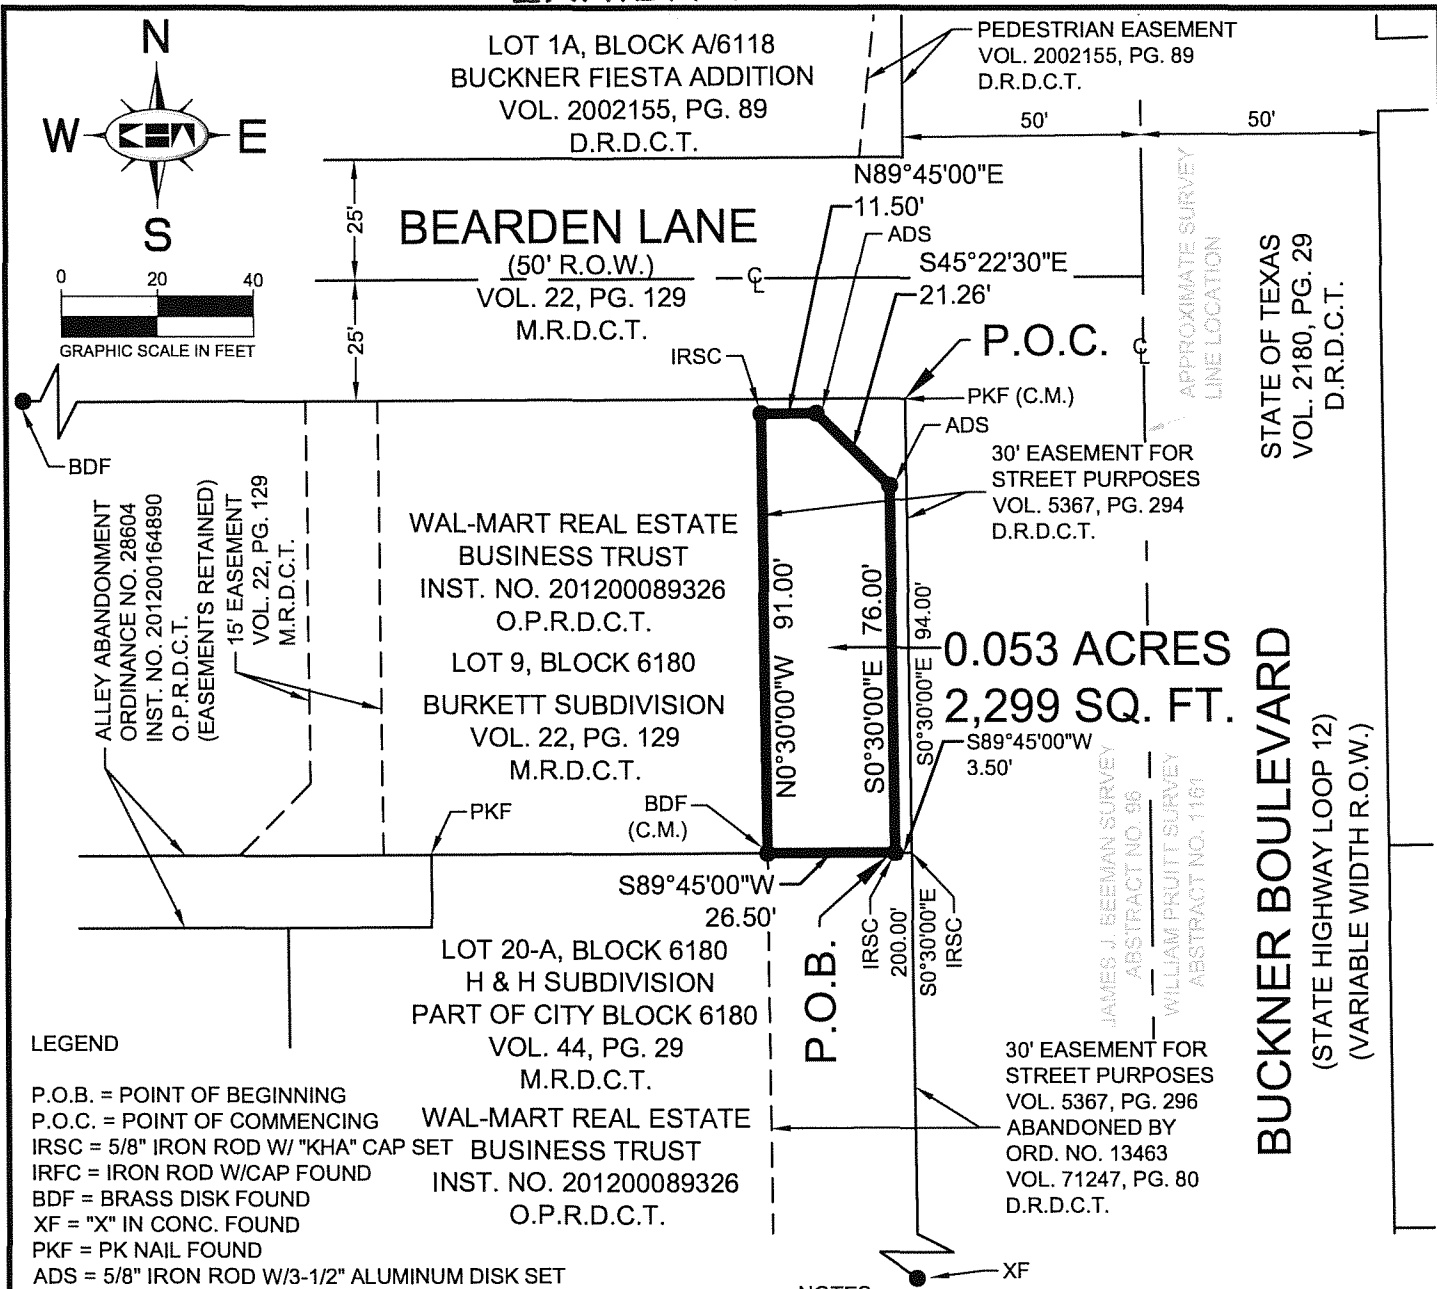 N
W
E
S
0 20 40
GRAPHIC SCALE IN FEET
LOT 1A, BLOCK A/6118
BUCKNER FIESTA ADDITION
VOL. 2002155, PG. 89
D.R.D.C.T.
PEDESTRIAN EASEMENT
VOL. 2002155, PG. 89
D.R.D.C.T.
50'
50'
25'
25'
BEARDEN LANE
(50' R.O.W.)
VOL. 22, PG. 129
M.R.D.C.T.
N89°45'00"E
11.50'
ADS
S45°22'30"E
21.26'
IRSC
P.O.C.
PKF (C.M.)
ADS
APPROXIMATE SURVEY
LINE LOCATION
STATE OF TEXAS
VOL. 2180, PG. 29
D.R.D.C.T.
30' EASEMENT FOR
STREET PURPOSES
VOL. 5367, PG. 294
D.R.D.C.T.
BDF
ALLEY ABANDONMENT
ORDINANCE NO. 28604
INST. NO. 201200164890
O.P.R.D.C.T.
(EASEMENTS RETAINED)
15' EASEMENT
VOL. 22, PG. 129
M.R.D.C.T.
WAL-MART REAL ESTATE
BUSINESS TRUST
INST. NO. 201200089326
O.P.R.D.C.T.
LOT 9, BLOCK 6180
BURKETT SUBDIVISION
VOL. 22, PG. 129
M.R.D.C.T.
N0°30'00"W 91.00'
S0°30'00"E 76.00'
S0°30'00"E 94.00'
0.053 ACRES
2,299 SQ. FT.
S89°45'00"W
3.50'
PKF
BDF
(C.M.)
S89°45'00"W
26.50'
P.O.B.
IRSC
200.00'
S0°30'00"E
IRSC
JAMES J. BEEMAN SURVEY
ABSTRACT NO. 96
WILLIAM PRUITT SURVEY
ABSTRACT NO. 1161
BUCKNER BOULEVARD
(STATE HIGHWAY LOOP 12)
(VARIABLE WIDTH R.O.W.)
LOT 20-A, BLOCK 6180
H & H SUBDIVISION
PART OF CITY BLOCK 6180
VOL. 44, PG. 29
M.R.D.C.T.
WAL-MART REAL ESTATE
BUSINESS TRUST
INST. NO. 201200089326
O.P.R.D.C.T.
30' EASEMENT FOR
STREET PURPOSES
VOL. 5367, PG. 296
ABANDONED BY
ORD. NO. 13463
VOL. 71247, PG. 80
D.R.D.C.T.
XF
LEGEND
P.O.B. = POINT OF BEGINNING
P.O.C. = POINT OF COMMENCING
IRSC = 5/8" IRON ROD W/ "KHA" CAP SET
IRFC = IRON ROD W/CAP FOUND
BDF = BRASS DISK FOUND
XF = "X" IN CONC. FOUND
PKF = PK NAIL FOUND
ADS = 5/8" IRON ROD W/3-1/2" ALUMINUM DISK SET